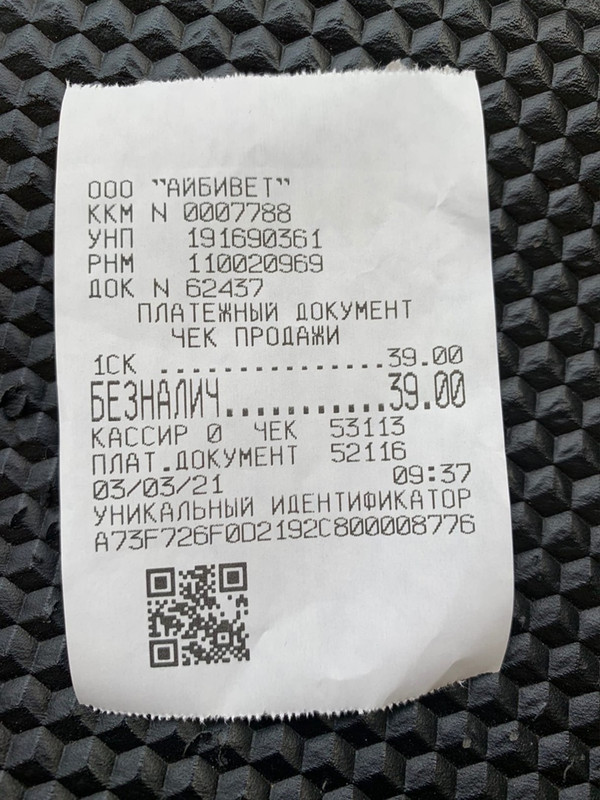 ООО "АЙБИВЕТ"
ККМ N 0007788
УНП 191690361
РНМ 110020969
ДОК N 62437
ПЛАТЕЖНЫЙ ДОКУМЕНТ
ЧЕК ПРОДАЖИ
1СК ...............39.00
БЕЗНАЛИЧ...........39.00
КАССИР 0 ЧЕК 53113
ПЛАТ.ДОКУМЕНТ 52116
03/03/21 09:37
УНИКАЛЬНЫЙ ИДЕНТИФИКАТОР
A73F726F0D2192C800008776